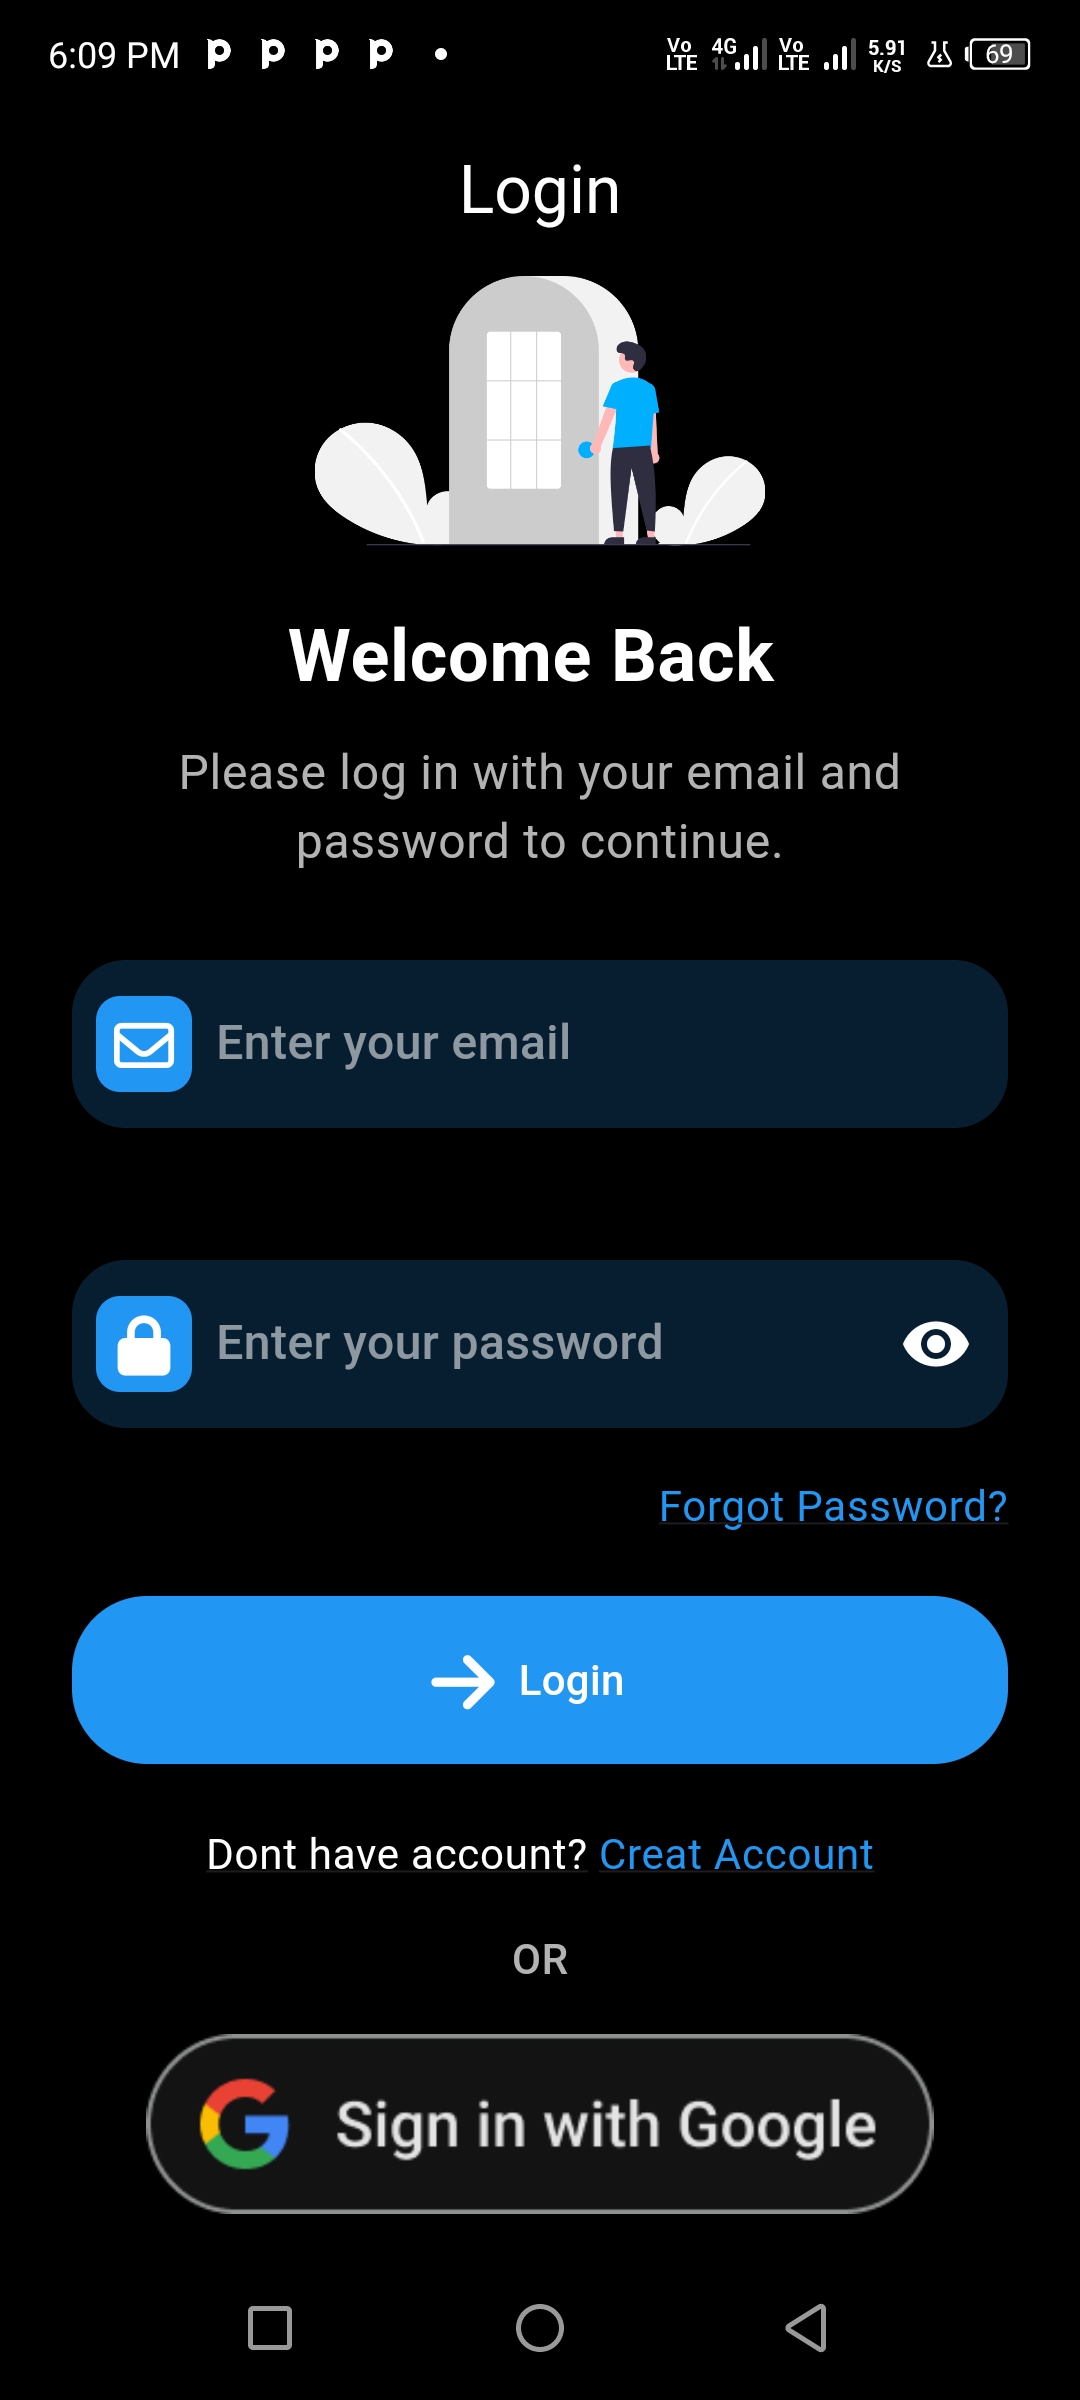 6:09 PM
Vo LTE 4G Vo LTE 5.91 K/S 69
Login
Welcome Back
Please log in with your email and
password to continue.
Enter your email
Enter your password
Forgot Password?
Login
Dont have account? Creat Account
OR
Sign in with Google